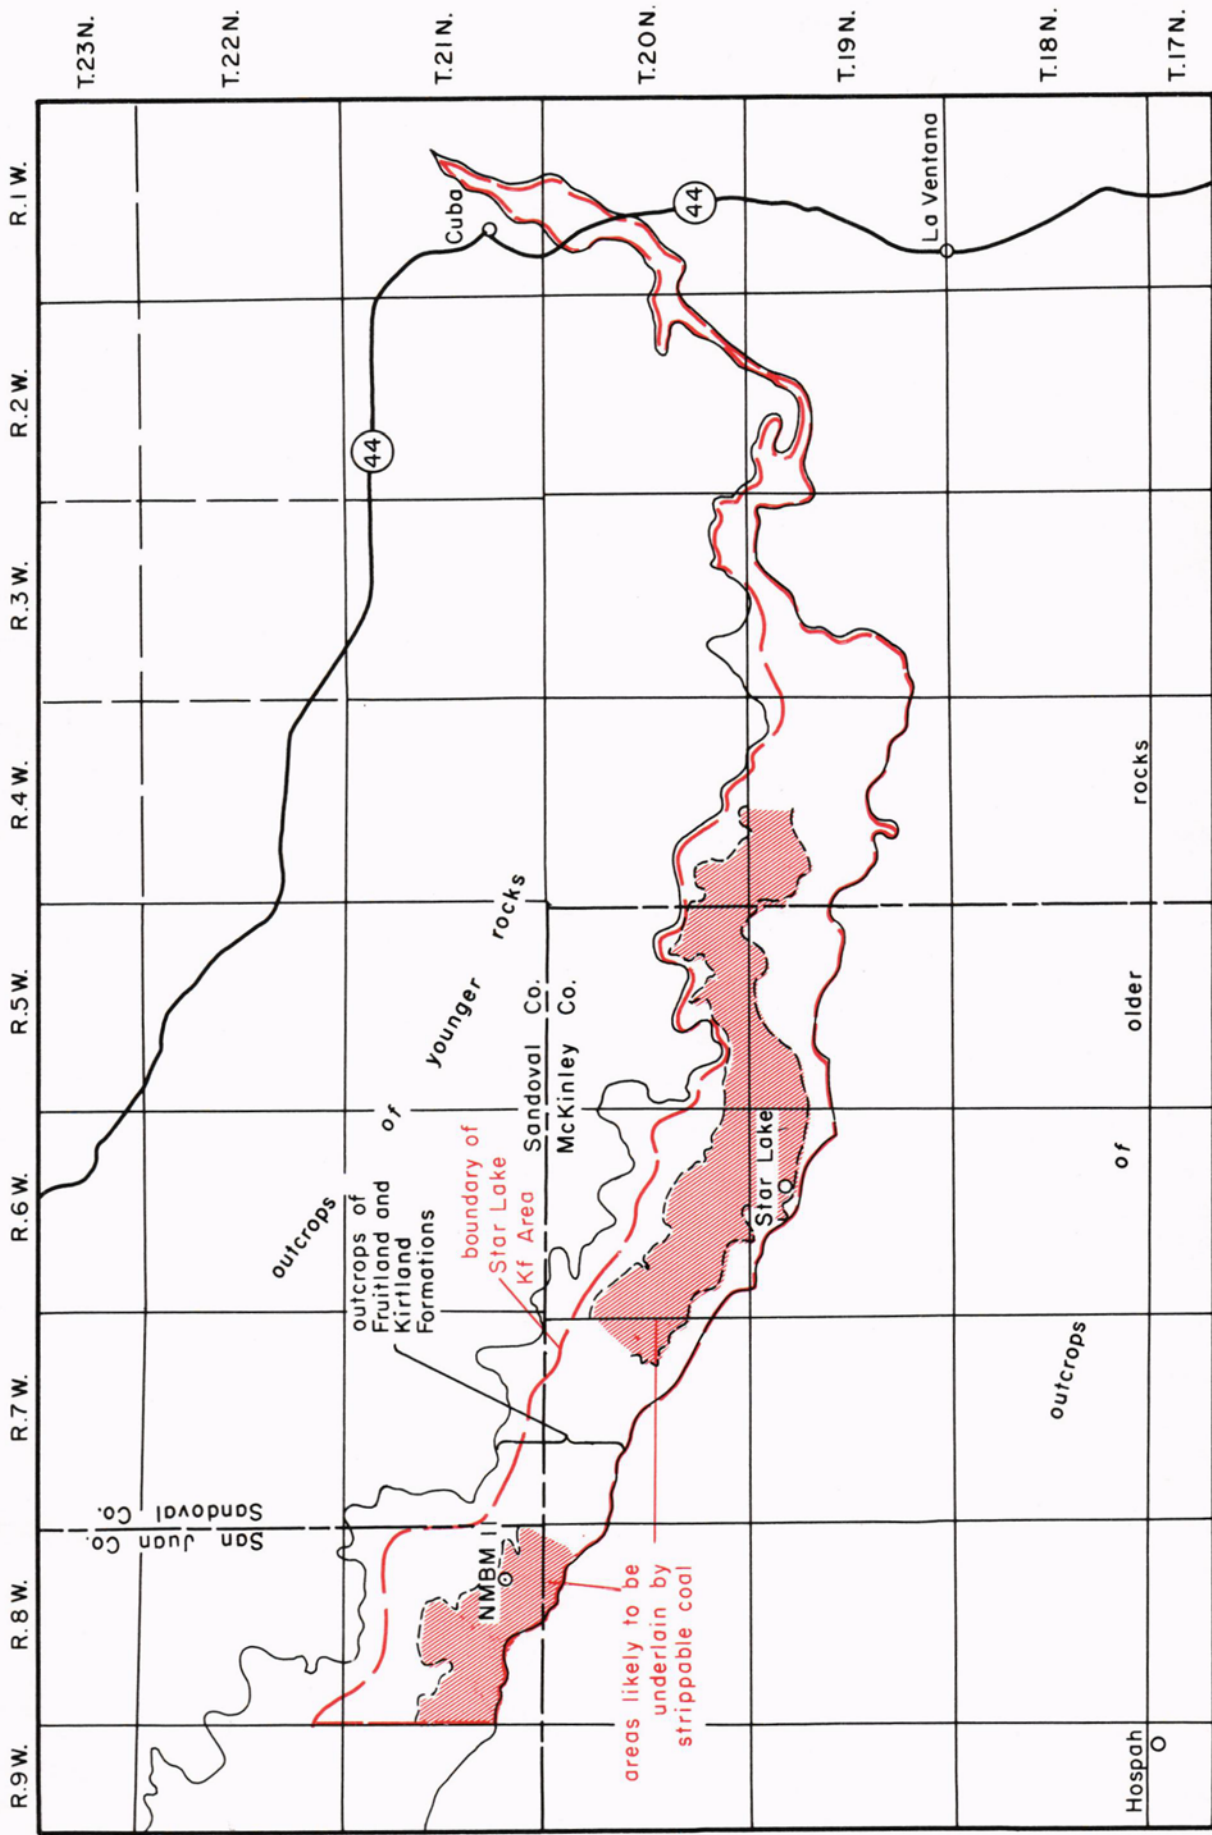 R.9W.
R.8W.
R.7W.
R.6W.
R.5W.
R.4W.
R.3W.
R.2W.
R.1W.
T.23N.
T.22N.
T.21N.
T.20N.
T.19N.
T.18N.
T.17N.
San Juan Co.
Sandoval Co.
outcrops
of
younger
rocks
44
Cuba
44
La Ventana
outcrops of
Fruitland and
Kirtland
Formations
boundary of
Star Lake
Kf Area
Sandoval Co.
McKinley Co.
NMBM 1
areas likely to be
underlain by
strippable coal
Star Lake
outcrops
of
older
rocks
Hospah